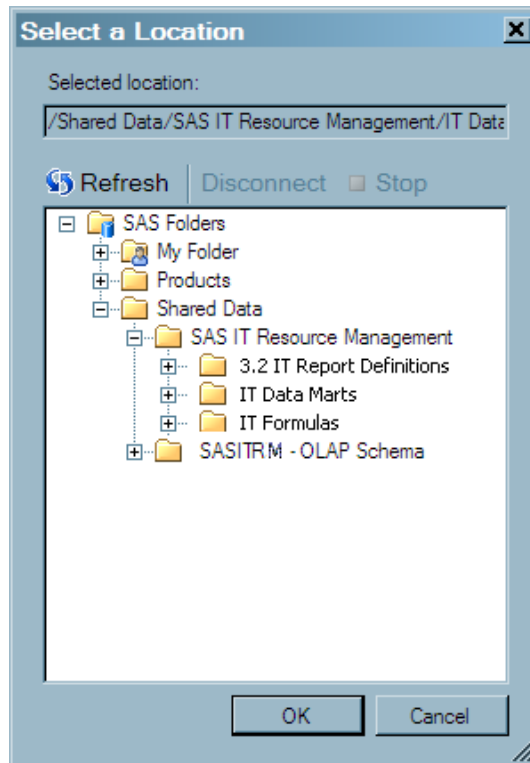 Select a Location
Selected location:
/Shared Data/SAS IT Resource Management/IT Data
Refresh Disconnect Stop
SAS Folders
My Folder
Products
Shared Data
SAS IT Resource Management
3.2 IT Report Definitions
IT Data Marts
IT Formulas
SASITRM - OLAP Schema
OK Cancel